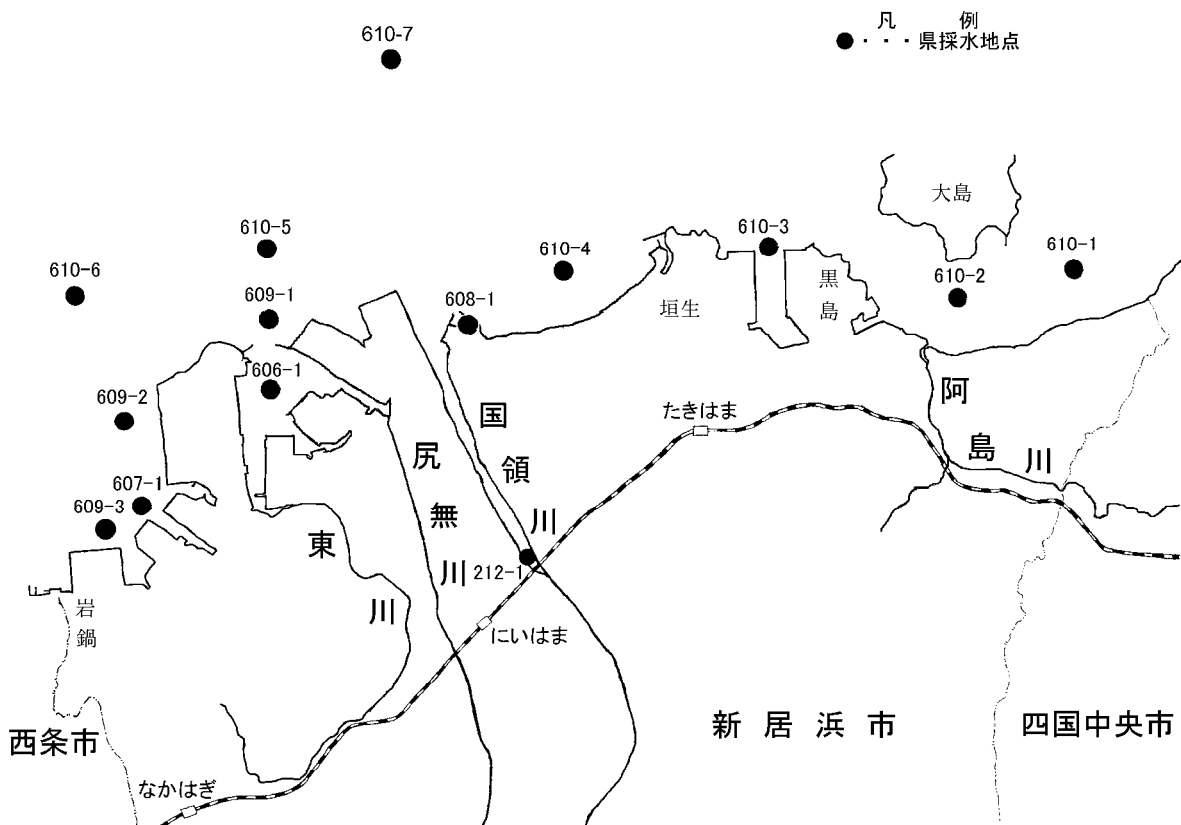 凡 例
●・・・県採水地点
610-7
大島
610-5
610-3
610-4
610-1
610-6
610-2
609-1
608-1
垣生
黒島
606-1
609-2
阿島川
たきはま
国領川
尻無川
607-1
609-3
東川
212-1
岩鍋
にいはま
新居浜市
四国中央市
西条市
なかはぎ